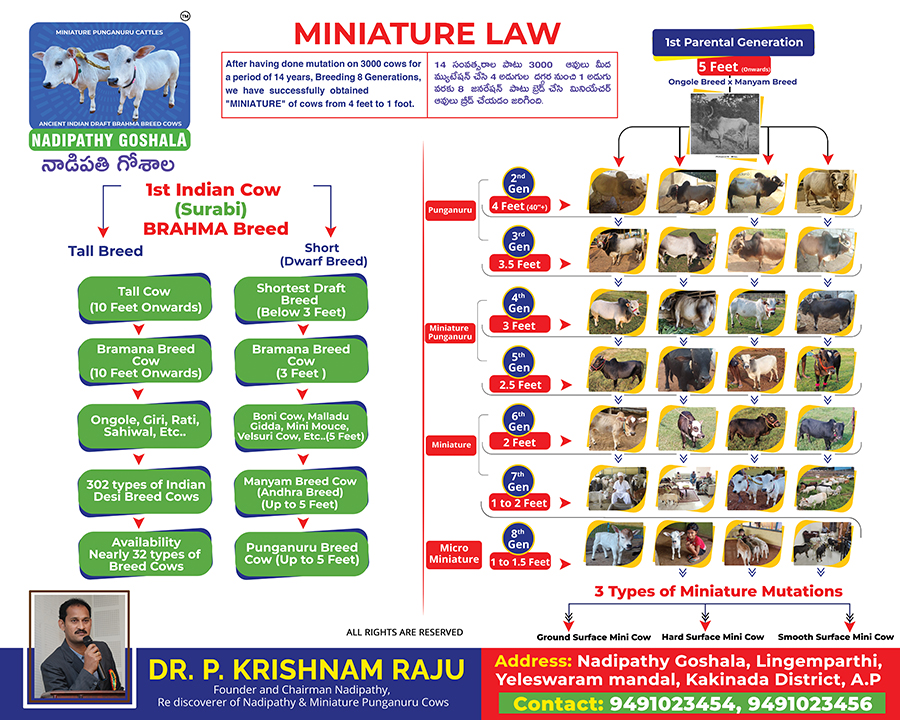 TM
MINIATURE PUNGANURU CATTLES
ANCIENT INDIAN DRAFT BRAHMA BREED COWS
NADIPATHY GOSHALA
నాడిపతి గోశాల
MINIATURE LAW
After having done mutation on 3000 cows for
a period of 14 years, Breeding 8 Generations,
we have successfully obtained
"MINIATURE" of cows from 4 feet to 1 foot.
14 సంవత్సరాల పాటు 3000 ఆవుల మీద
మ్యుటేషన్ చేసి 4 అడుగుల దగ్గర నుంచి 1 అడుగు
వరకు 8 జనరేషన్ పాటు బ్రీడ్ చేసి మినియేచర్
ఆవులు బ్రీడ్ చేయడం జరిగింది.
1st Parental Generation
5 Feet (Onwards)
Ongole Breed x Manyam Breed
1st Indian Cow
(Surabi)
BRAHMA Breed
Tall Breed
Short
(Dwarf Breed)
Tall Cow
(10 Feet Onwards)
Shortest Draft
Breed
(Below 3 Feet)
Bramana Breed
Cow
(10 Feet Onwards)
Bramana Breed
Cow
(3 Feet )
Ongole, Giri, Rati,
Sahiwal, Etc..
Boni Cow, Malladu
Gidda, Mini Mouce,
Velsuri Cow, Etc..(5 Feet)
302 types of Indian
Desi Breed Cows
Manyam Breed Cow
(Andhra Breed)
(Up to 5 Feet)
Availability
Nearly 32 types of
Breed Cows
Punganuru Breed
Cow (Up to 5 Feet)
Punganuru
2nd
Gen
4 Feet (40"+)
3rd
Gen
3.5 Feet
Miniature
Punganuru
4th
Gen
3 Feet
5th
Gen
2.5 Feet
Miniature
6th
Gen
2 Feet
7th
Gen
1 to 2 Feet
Micro
Miniature
8th
Gen
1 to 1.5 Feet
3 Types of Miniature Mutations
Ground Surface Mini Cow
Hard Surface Mini Cow
Smooth Surface Mini Cow
ALL RIGHTS ARE RESERVED
DR. P. KRISHNAM RAJU
Founder and Chairman Nadipathy,
Re discoverer of Nadipathy & Miniature Punganuru Cows
Address: Nadipathy Goshala, Lingemparthi,
Yeleswaram mandal, Kakinada District, A.P
Contact: 9491023454, 9491023456